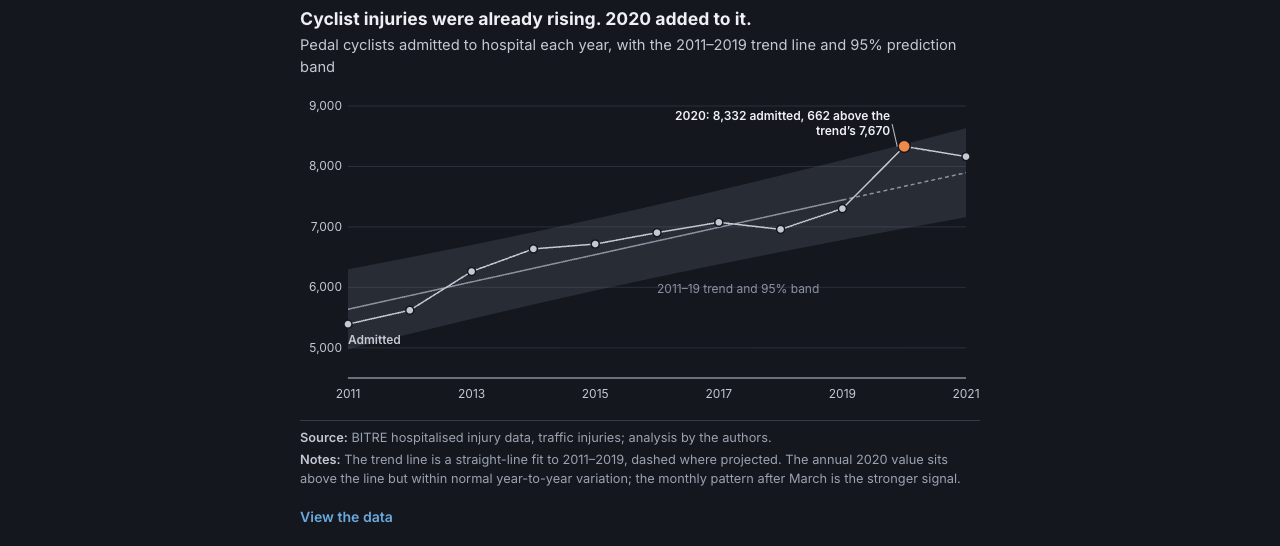 Cyclist injuries were already rising. 2020 added to it.
Pedal cyclists admitted to hospital each year, with the 2011–2019 trend line and 95% prediction
band
9,000
2020: 8,332 admitted, 662 above the
trend’s 7,670
8,000
7,000
6,000
2011–19 trend and 95% band
Admitted
5,000
2011
2013
2015
2017
2019
2021
Source: BITRE hospitalised injury data, traffic injuries; analysis by the authors.
Notes: The trend line is a straight-line fit to 2011–2019, dashed where projected. The annual 2020 value sits
above the line but within normal year-to-year variation; the monthly pattern after March is the stronger signal.
View the data